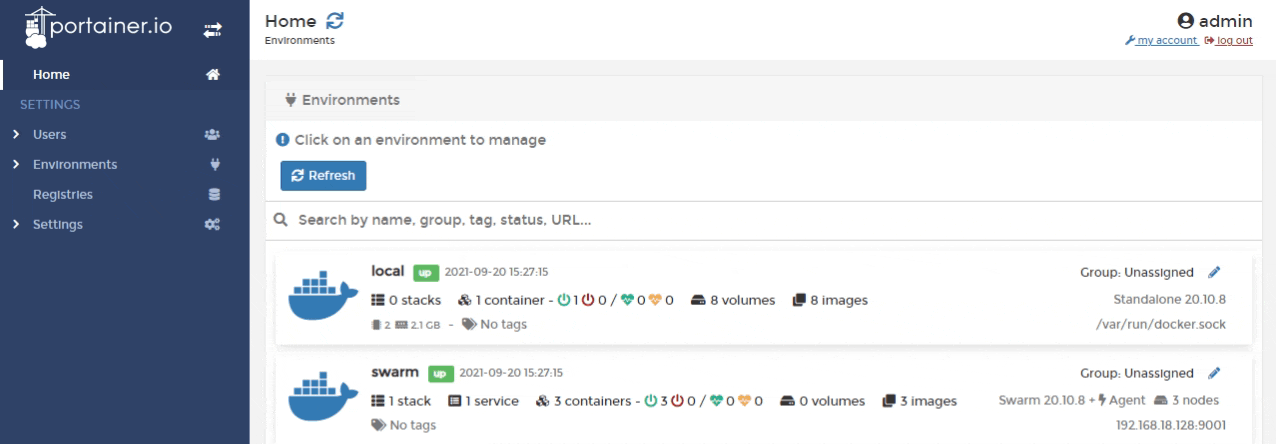 portainer.io
Home
SETTINGS
Users
Environments
Registries
Settings
Home
Environments
admin
my account log out
Environments
Click on an environment to manage
Refresh
Search by name, group, tag, status, URL...
local up 2021-09-20 15:27:15 Group: Unassigned
0 stacks 1 container - 1 0 / 0 0 8 volumes 8 images Standalone 20.10.8
2 2.1 GB - No tags /var/run/docker.sock
swarm up 2021-09-20 15:27:15 Group: Unassigned
1 stack 1 service 3 containers - 3 0 / 0 0 0 volumes 3 images Swarm 20.10.8 + Agent 3 nodes
No tags 192.168.18.128:9001